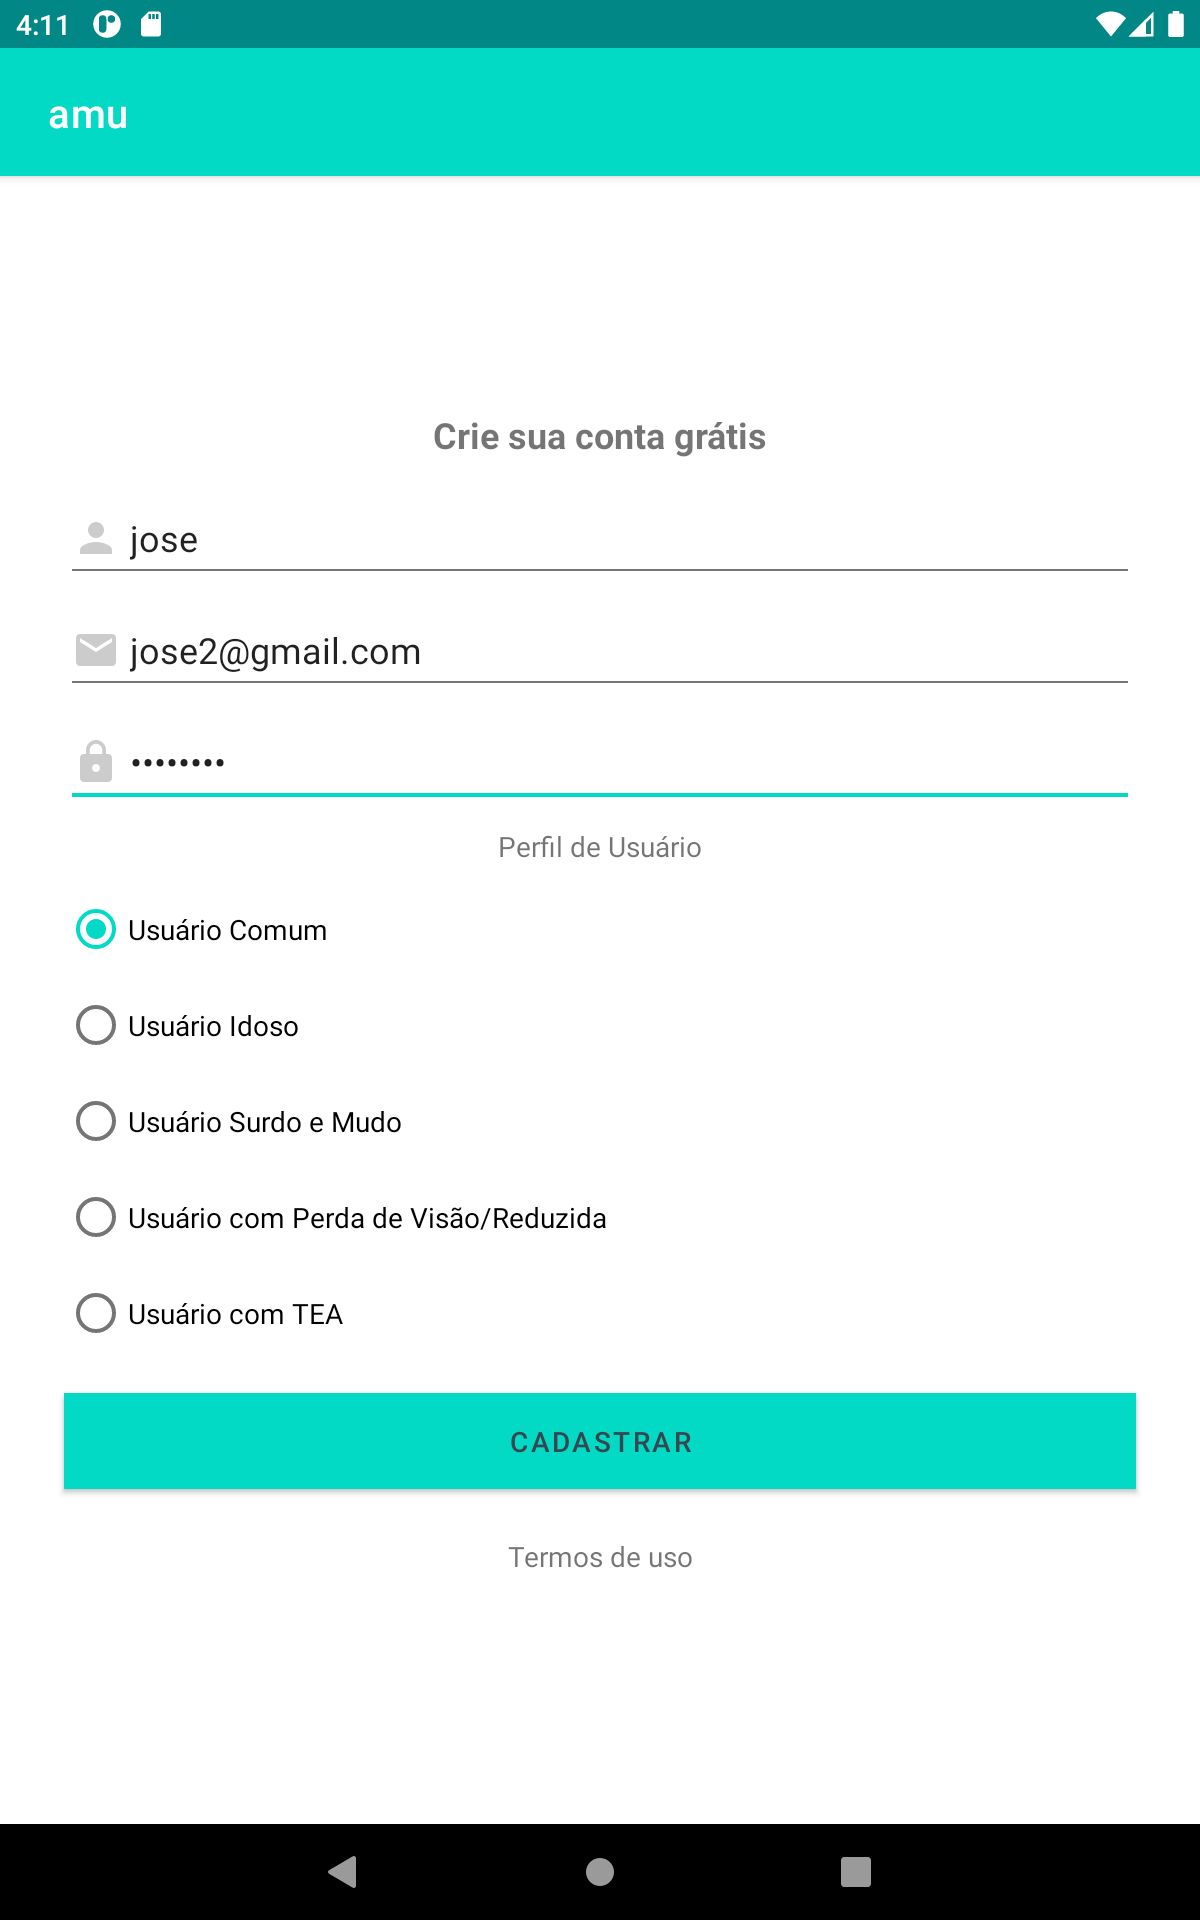 4:11
amu
Crie sua conta grátis
jose
jose2@gmail.com
••••••••
Perfil de Usuário
Usuário Comum
Usuário Idoso
Usuário Surdo e Mudo
Usuário com Perda de Visão/Reduzida
Usuário com TEA
CADASTRAR
Termos de uso